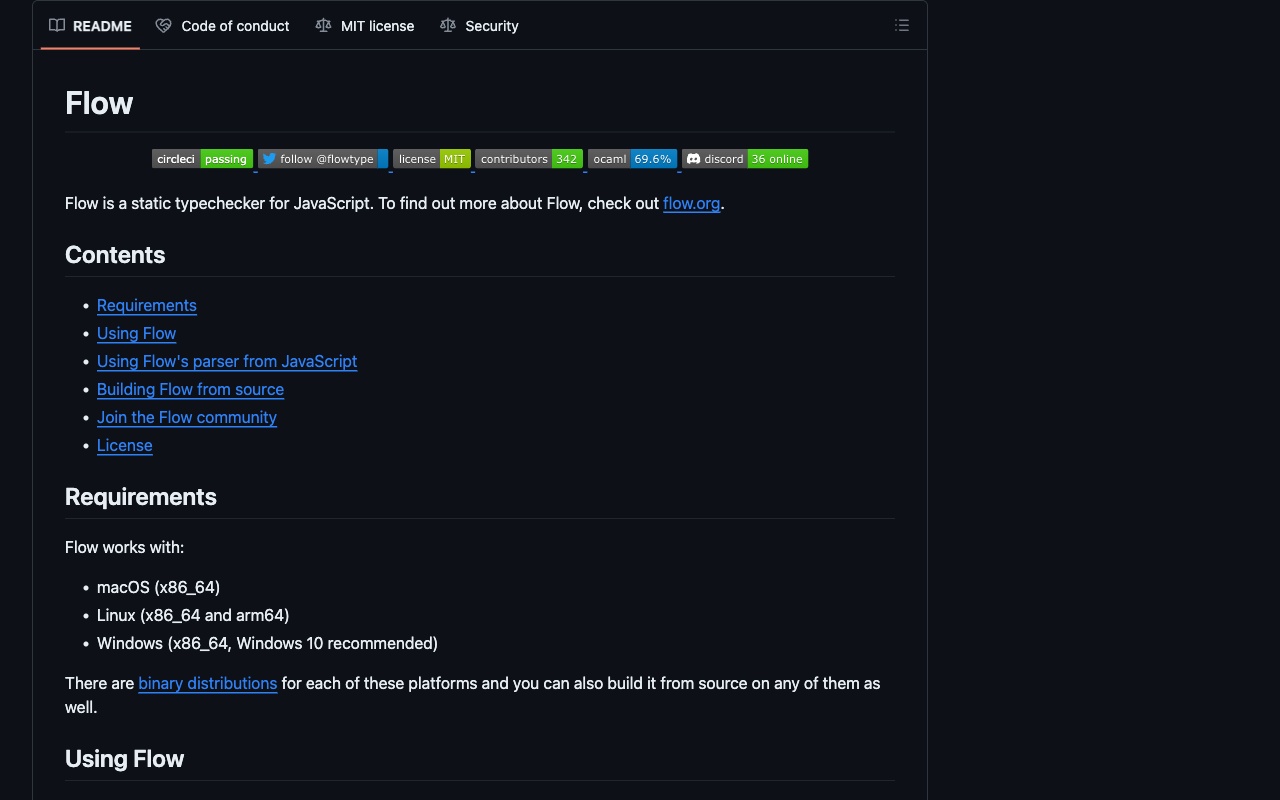 README Code of conduct MIT license Security
Flow
circleci passing follow @flowtype license MIT contributors 342 ocaml 69.6% discord 36 online
Flow is a static typechecker for JavaScript. To find out more about Flow, check out flow.org.
Contents
• Requirements
• Using Flow
• Using Flow's parser from JavaScript
• Building Flow from source
• Join the Flow community
• License
Requirements
Flow works with:
• macOS (x86_64)
• Linux (x86_64 and arm64)
• Windows (x86_64, Windows 10 recommended)
There are binary distributions for each of these platforms and you can also build it from source on any of them as
well.
Using Flow